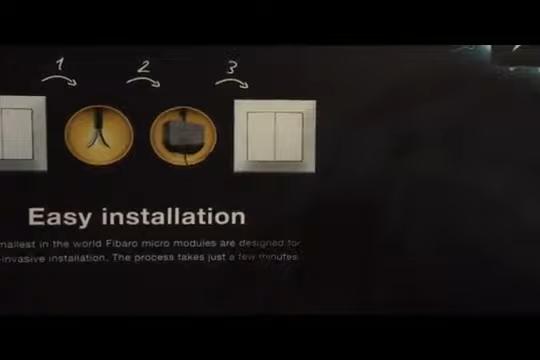 1 2 3
Easy installation
mallest in the world Fibaro micro modules are designed for
-invasive installation. The process takes just a few minutes